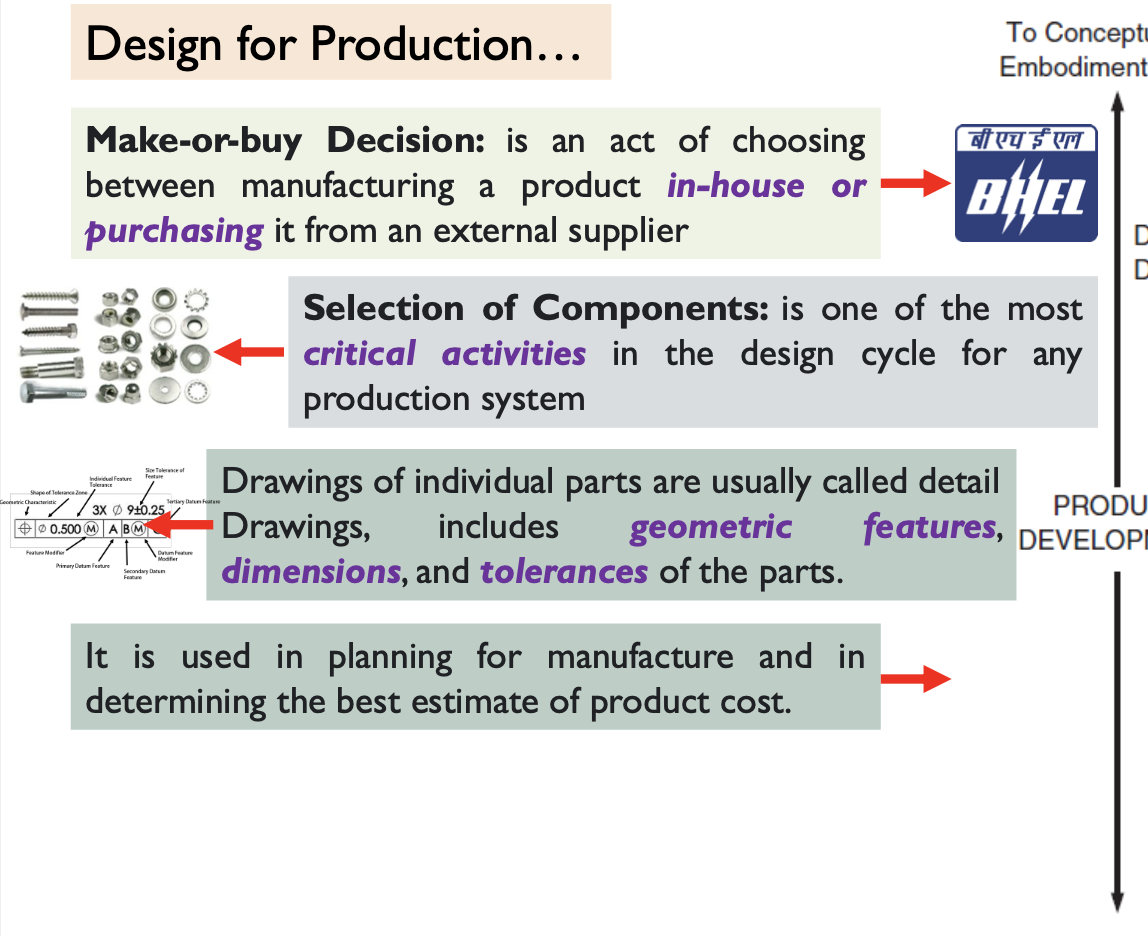 Design for Production…
To Conceptu
Embodiment
Make-or-buy Decision: is an act of choosing
between manufacturing a product in-house or
purchasing it from an external supplier
बी एच ई एल
BHEL
D
D
Selection of Components: is one of the most
critical activities in the design cycle for any
production system
Drawings of individual parts are usually called detail
Drawings, includes geometric features,
dimensions, and tolerances of the parts.
Size Tolerance of
Feature
Individual Feature
Tolerance
Shape of Tolerance Zone
Geometric Characteristic
Tertiary Datum Feature
3X ∅ 9±0.25
⌖ ∅ 0.500 Ⓜ A B Ⓜ
Feature Modifier
Primary Datum Feature
Secondary Datum
Feature
Datum Feature
Modifier
PRODU
DEVELOPM
It is used in planning for manufacture and in
determining the best estimate of product cost.